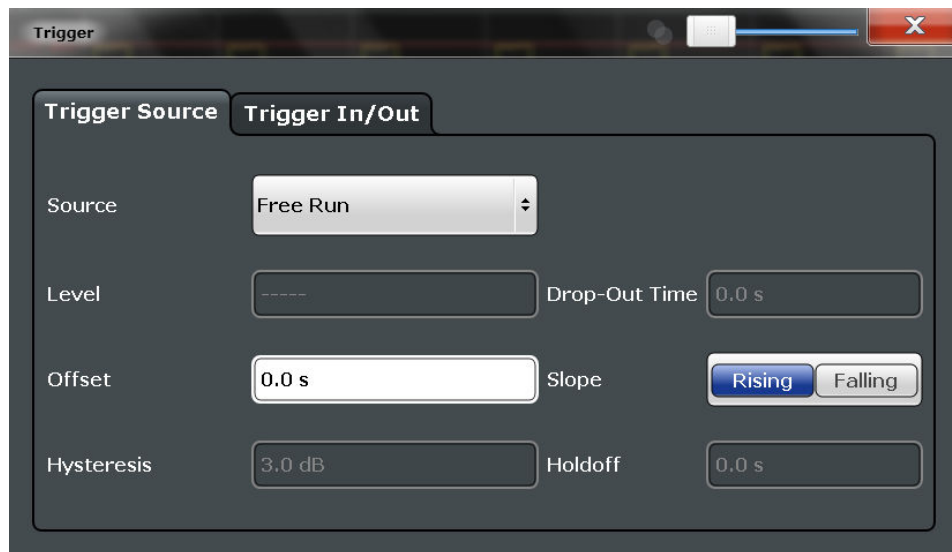 Trigger
X
Trigger Source
Trigger In/Out
Source
Free Run
Level
-----
Drop-Out Time
0.0 s
Offset
0.0 s
Slope
Rising
Falling
Hysteresis
3.0 dB
Holdoff
0.0 s